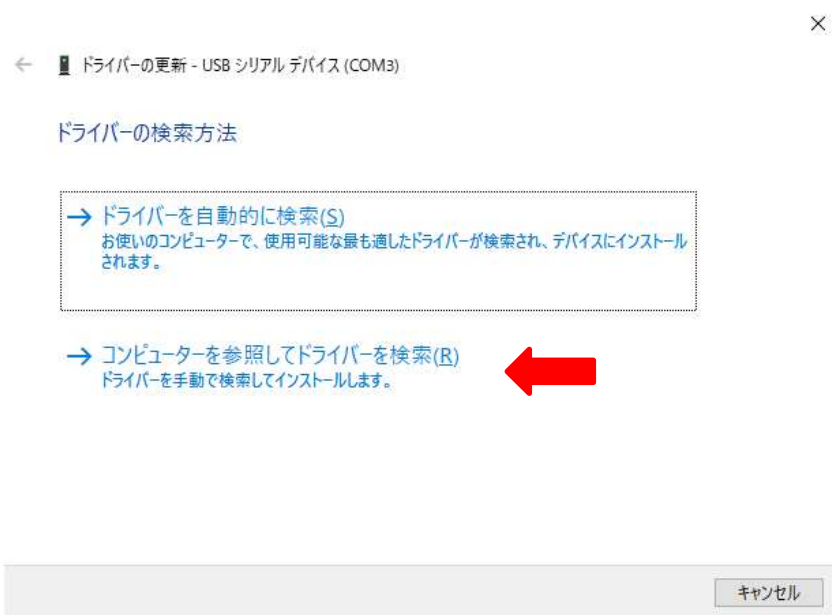 ドライバーの更新 - USB シリアル デバイス (COM3)
ドライバーの検索方法
ドライバーを自動的に検索(S)
お使いのコンピューターで、使用可能な最も適したドライバーが検索され、デバイスにインストール
されます。
コンピューターを参照してドライバーを検索(R)
ドライバーを手動で検索してインストールします。
キャンセル